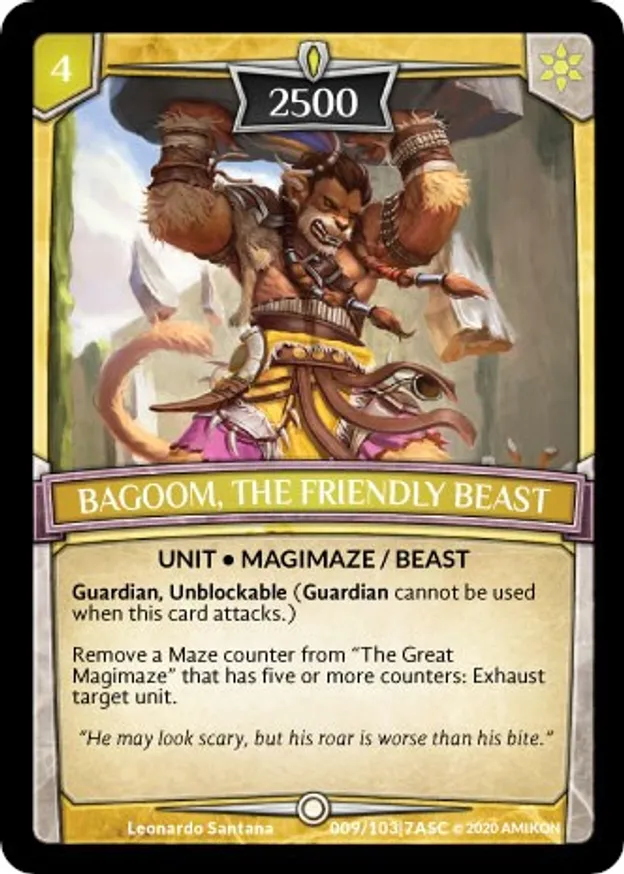 4
2500
BAGOOM, THE FRIENDLY BEAST
UNIT • MAGIMAZE / BEAST
Guardian, Unblockable (Guardian cannot be used
when this card attacks.)
Remove a Maze counter from “The Great
Magimaze” that has five or more counters: Exhaust
target unit.
“He may look scary, but his roar is worse than his bite.”
Leonardo Santana
009/103|7ASC © 2020 AMIKON